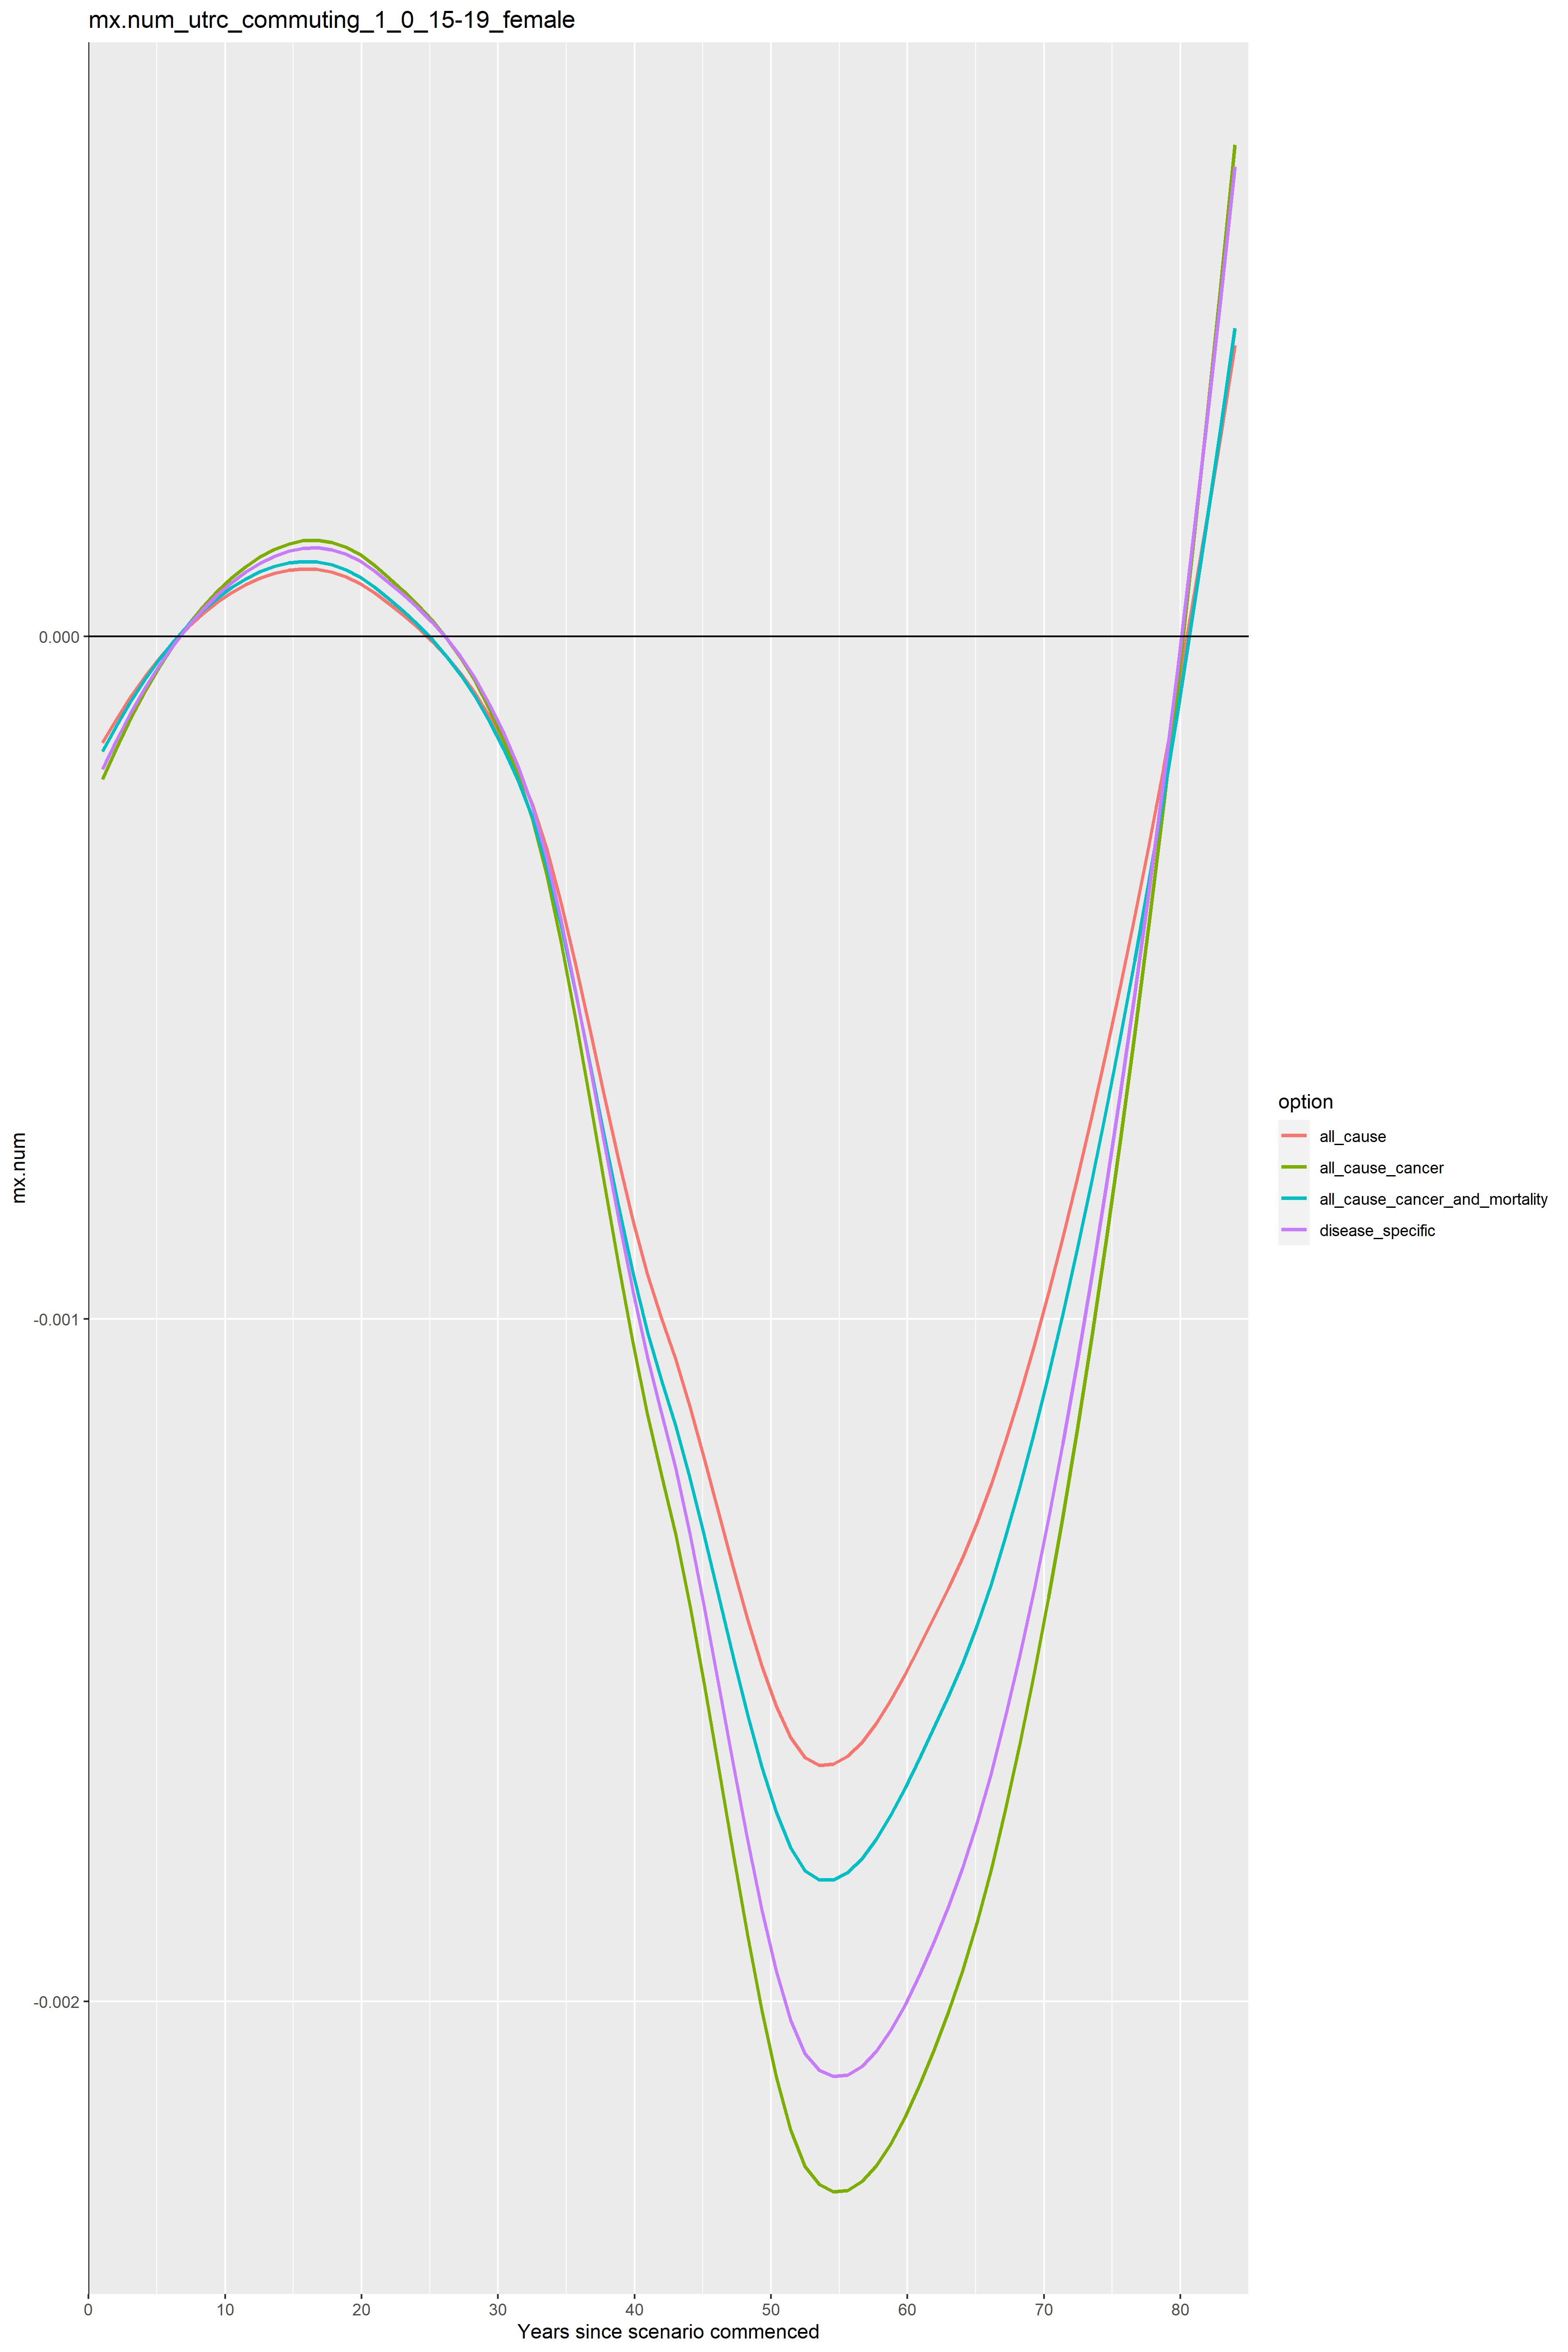 mx.num_utrc_commuting_1_0_15-19_female
mx.num
0.000
-0.001
-0.002
0 10 20 30 40 50 60 70 80
Years since scenario commenced
option
all_cause
all_cause_cancer
all_cause_cancer_and_mortality
disease_specific